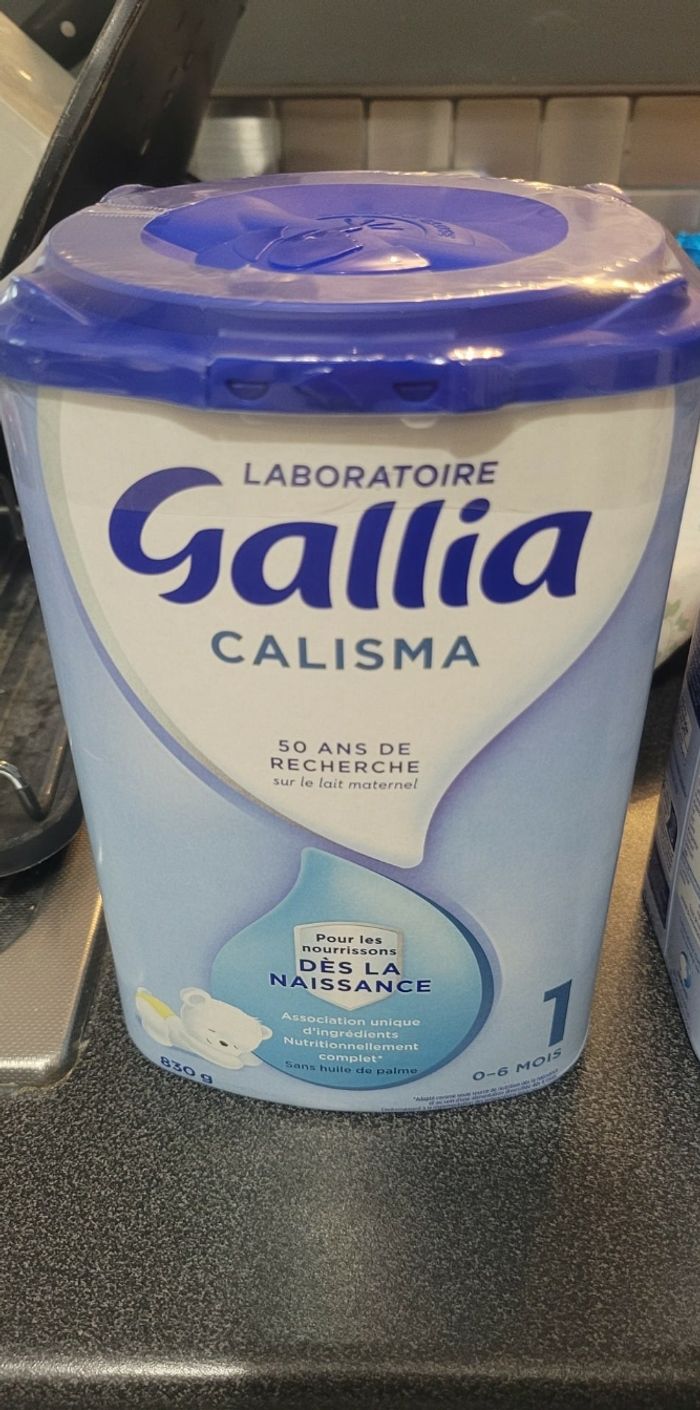 LABORATOIRE
Gallia
CALISMA
50 ANS DE
RECHERCHE
sur le lait maternel
Pour les
nourrissons
DÈS LA
NAISSANCE
Association unique
d'ingrédients
Nutritionnellement
complet*
Sans huile de palme
830 g
1
0-6 MOIS